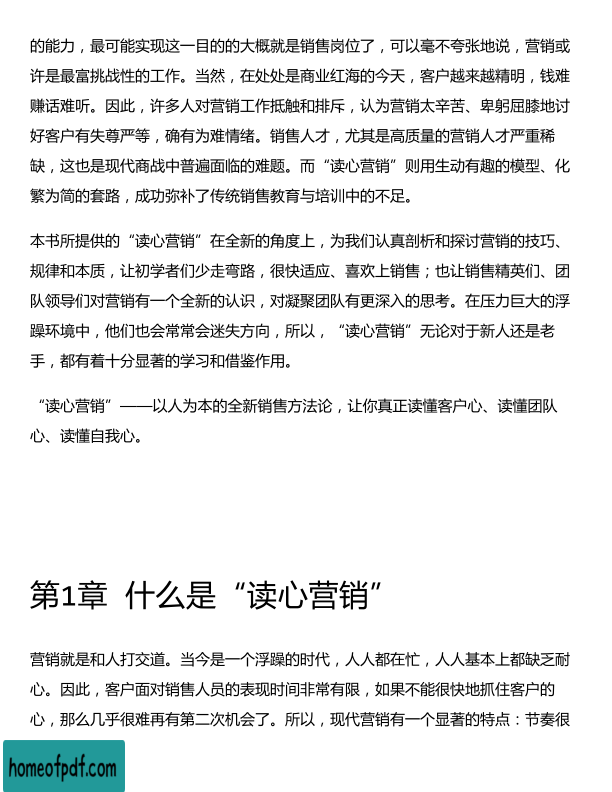 的能力，最可能实现这一目的的大概就是销售岗位了，可以毫不夸张地说，营销或
许是最富挑战性的工作。当然，在处处是商业红海的今天，客户越来越精明，钱难
赚话难听。因此，许多人对营销工作抵触和排斥，认为营销太辛苦、卑躬屈膝地讨
好客户有失尊严等，确有为难情绪。销售人才，尤其是高质量的营销人才严重稀
缺，这也是现代商战中普遍面临的难题。而“读心营销”则用生动有趣的模型、化
繁为简的套路，成功弥补了传统销售教育与培训中的不足。
本书所提供的“读心营销”在全新的角度上，为我们认真剖析和探讨营销的技巧、
规律和本质，让初学者们少走弯路，很快适应、喜欢上销售；也让销售精英们、团
队领导们对营销有一个全新的认识，对凝聚团队有更深入的思考。在压力巨大的浮
躁环境中，他们也会常常会迷失方向，所以，“读心营销”无论对于新人还是老
手，都有着十分显著的学习和借鉴作用。
“读心营销”——以人为本的全新销售方法论，让你真正读懂客户心、读懂团队
心、读懂自我心。
第1章 什么是“读心营销”
营销就是和人打交道。当今是一个浮躁的时代，人人都在忙，人人基本上都缺乏耐
心。因此，客户面对销售人员的表现时间非常有限，如果不能很快地抓住客户的
心，那么几乎很难再有第二次机会了。所以，现代营销有一个显著的特点：节奏很
homeofpdf.com